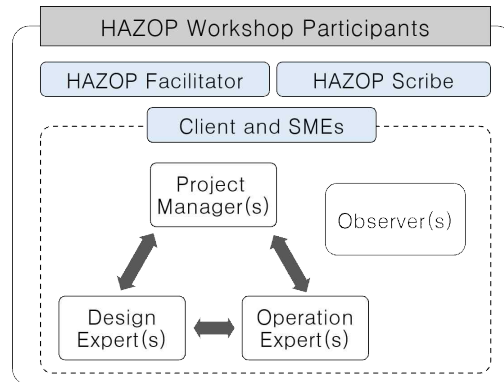 HAZOP Workshop Participants
HAZOP Facilitator
HAZOP Scribe
Client and SMEs
Project
Manager(s)
Observer(s)
Design
Expert(s)
Operation
Expert(s)